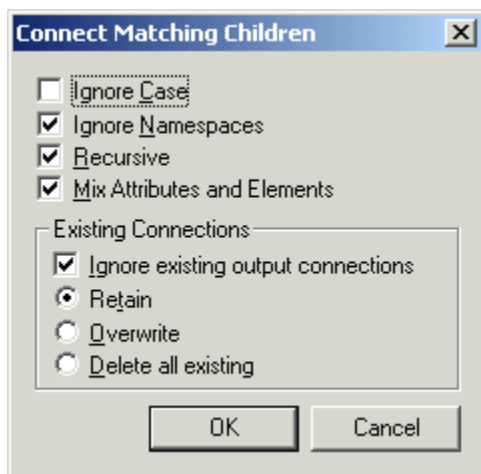 Connect Matching Children
Ignore Case
Ignore Namespaces
Recursive
Mix Attributes and Elements
Existing Connections
Ignore existing output connections
Retain
Overwrite
Delete all existing
OK
Cancel